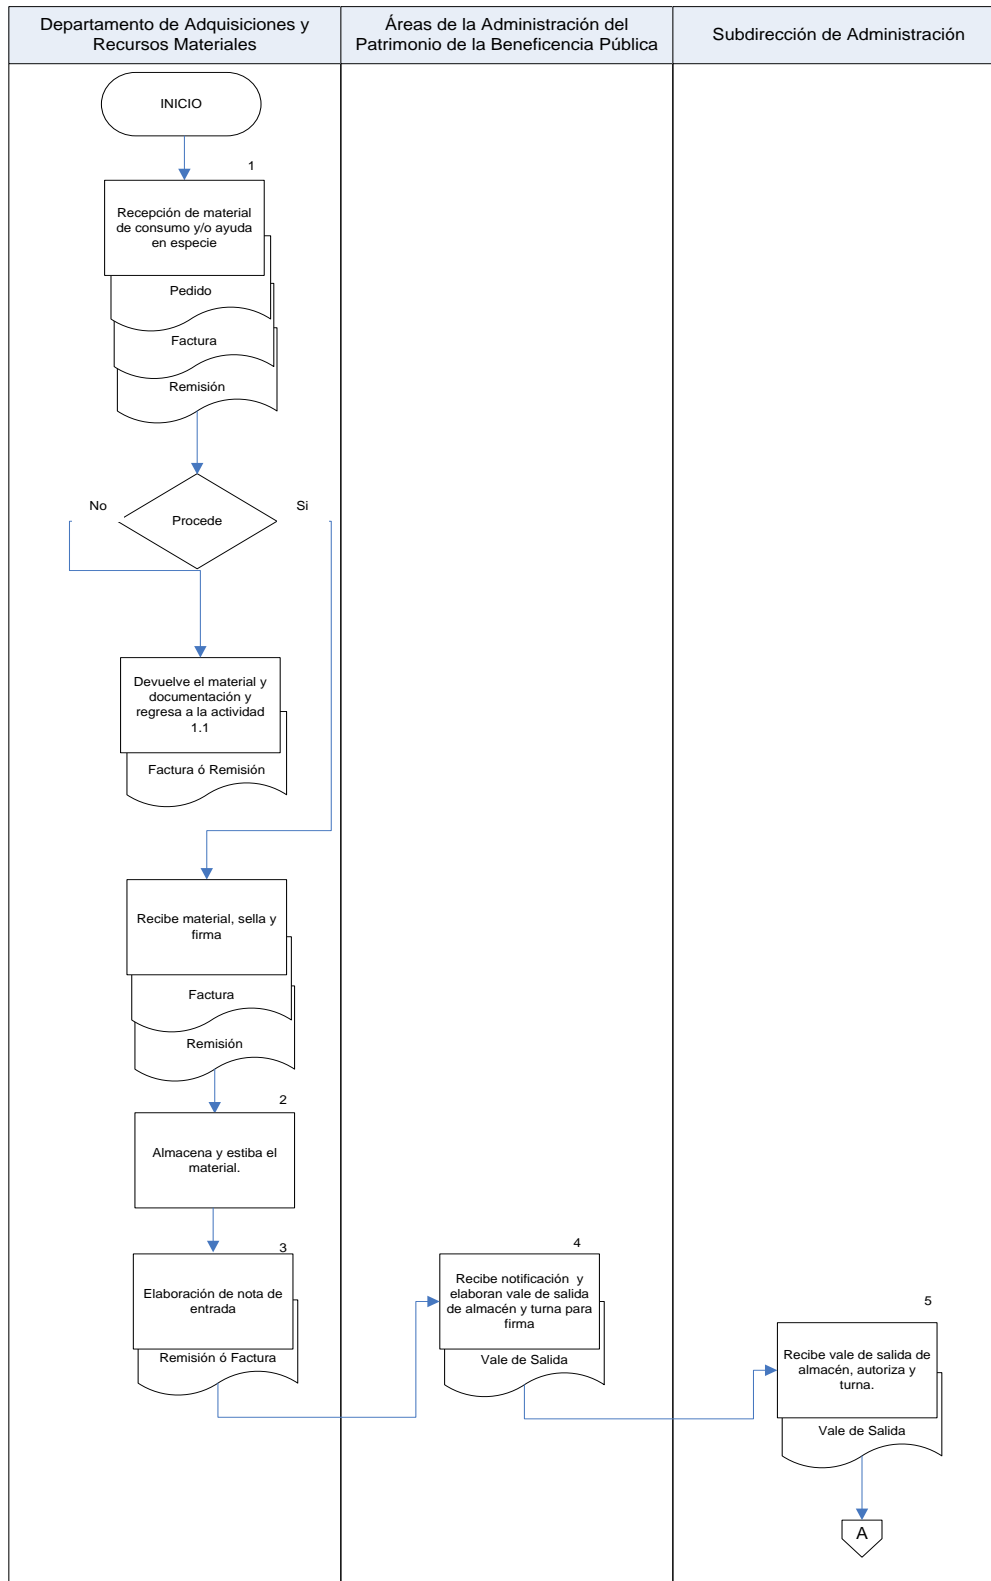 Departamento de Adquisiciones y
Recursos Materiales
Áreas de la Administración del
Patrimonio de la Beneficencia Pública
Subdirección de Administración
INICIO
1
Recepción de material
de consumo y/o ayuda
en especie
Pedido
Factura
Remisión
No
Procede
Si
Devuelve el material y
documentación y
regresa a la actividad
1.1
Factura ó Remisión
Recibe material, sella y
firma
Factura
Remisión
2
Almacena y estiba el
material.
3
Elaboración de nota de
entrada
Remisión ó Factura
4
Recibe notificación y
elaboran vale de salida
de almacén y turna para
firma
Vale de Salida
5
Recibe vale de salida de
almacén, autoriza y
turna.
Vale de Salida
A